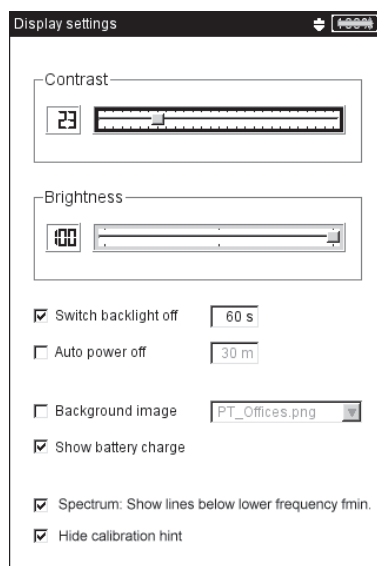 Display settings 100%
Contrast
23
Brightness
100
Switch backlight off 60 s
Auto power off 30 m
Background image PT_Offices.png
Show battery charge
Spectrum: Show lines below lower frequency fmin.
Hide calibration hint